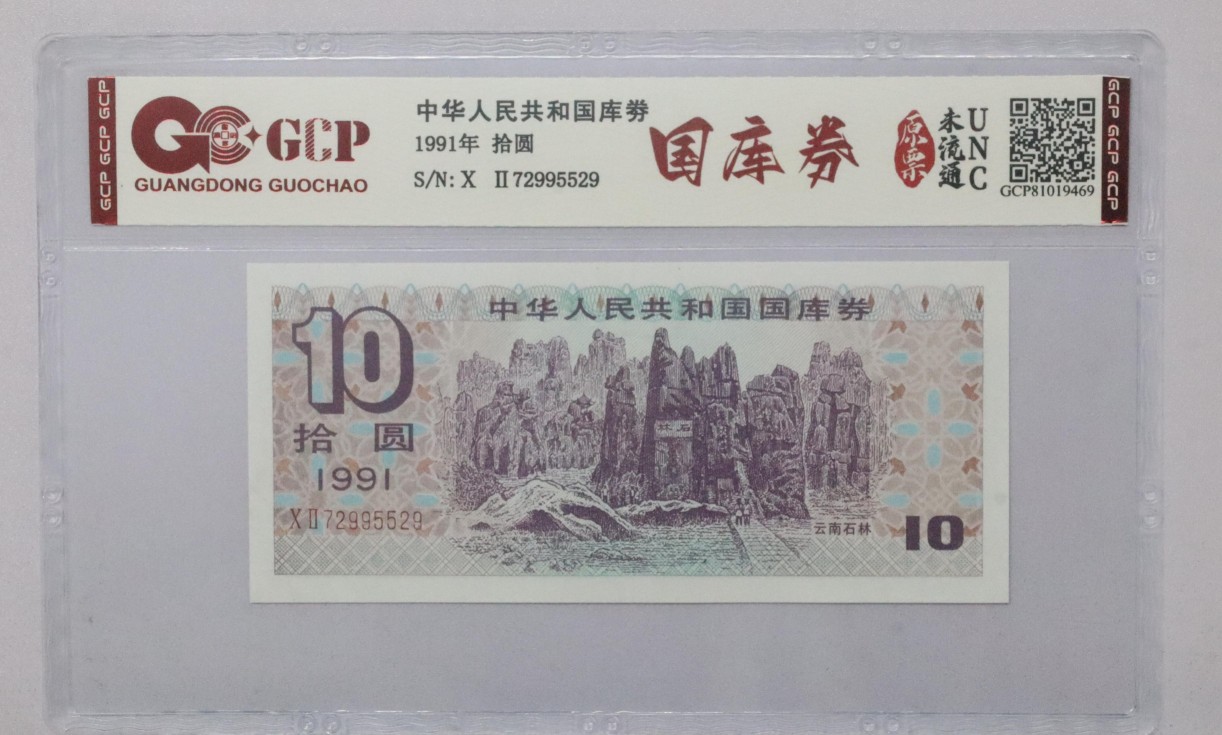 GCP GCP GCP
GCP
GUANGDONG GUOCHAO
中华人民共和国库券
1991年 拾圆
S/N: X Ⅱ72995529
国库券
原票
未流通
UNC
GCP81019469
GCP GCP GCP
中华人民共和国国库券
10
拾 圆
1991
XⅡ72995529
石林
云南石林
10